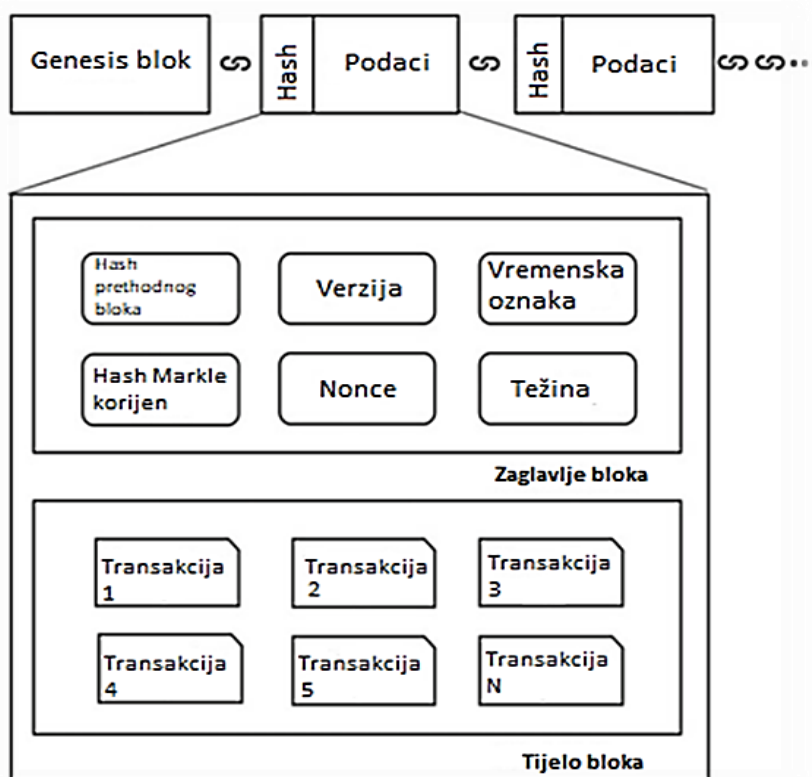 Genesis blok
Hash
Podaci
Hash
Podaci
Hash
prethodnog
bloka
Verzija
Vremenska
oznaka
Hash Markle
korijen
Nonce
Težina
Zaglavlje bloka
Transakcija
1
Transakcija
2
Transakcija
3
Transakcija
4
Transakcija
5
Transakcija
N
Tijelo bloka